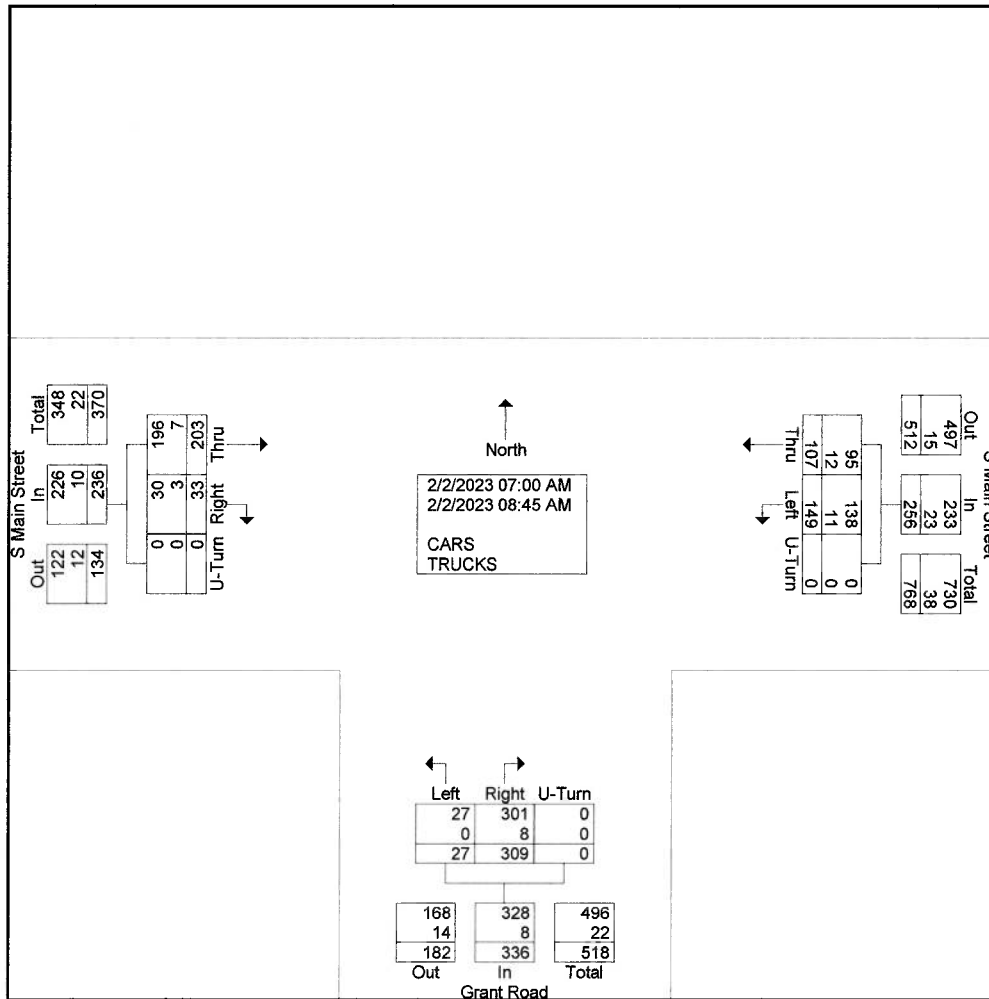 S Main Street
Out In Total
122 226 348
12 10 22
134 236 370
0 30 196
0 3 7
0 33 203
U-Turn Right Thru
North
2/2/2023 07:00 AM
2/2/2023 08:45 AM
CARS
TRUCKS
Main Street
Out In Total
497 233 730
15 23 38
512 256 768
95 138 0
12 11 0
107 149 0
Thru Left U-Turn
Left Right U-Turn
27 301 0
0 8 0
27 309 0
168 328 496
14 8 22
182 336 518
Out In Total
Grant Road